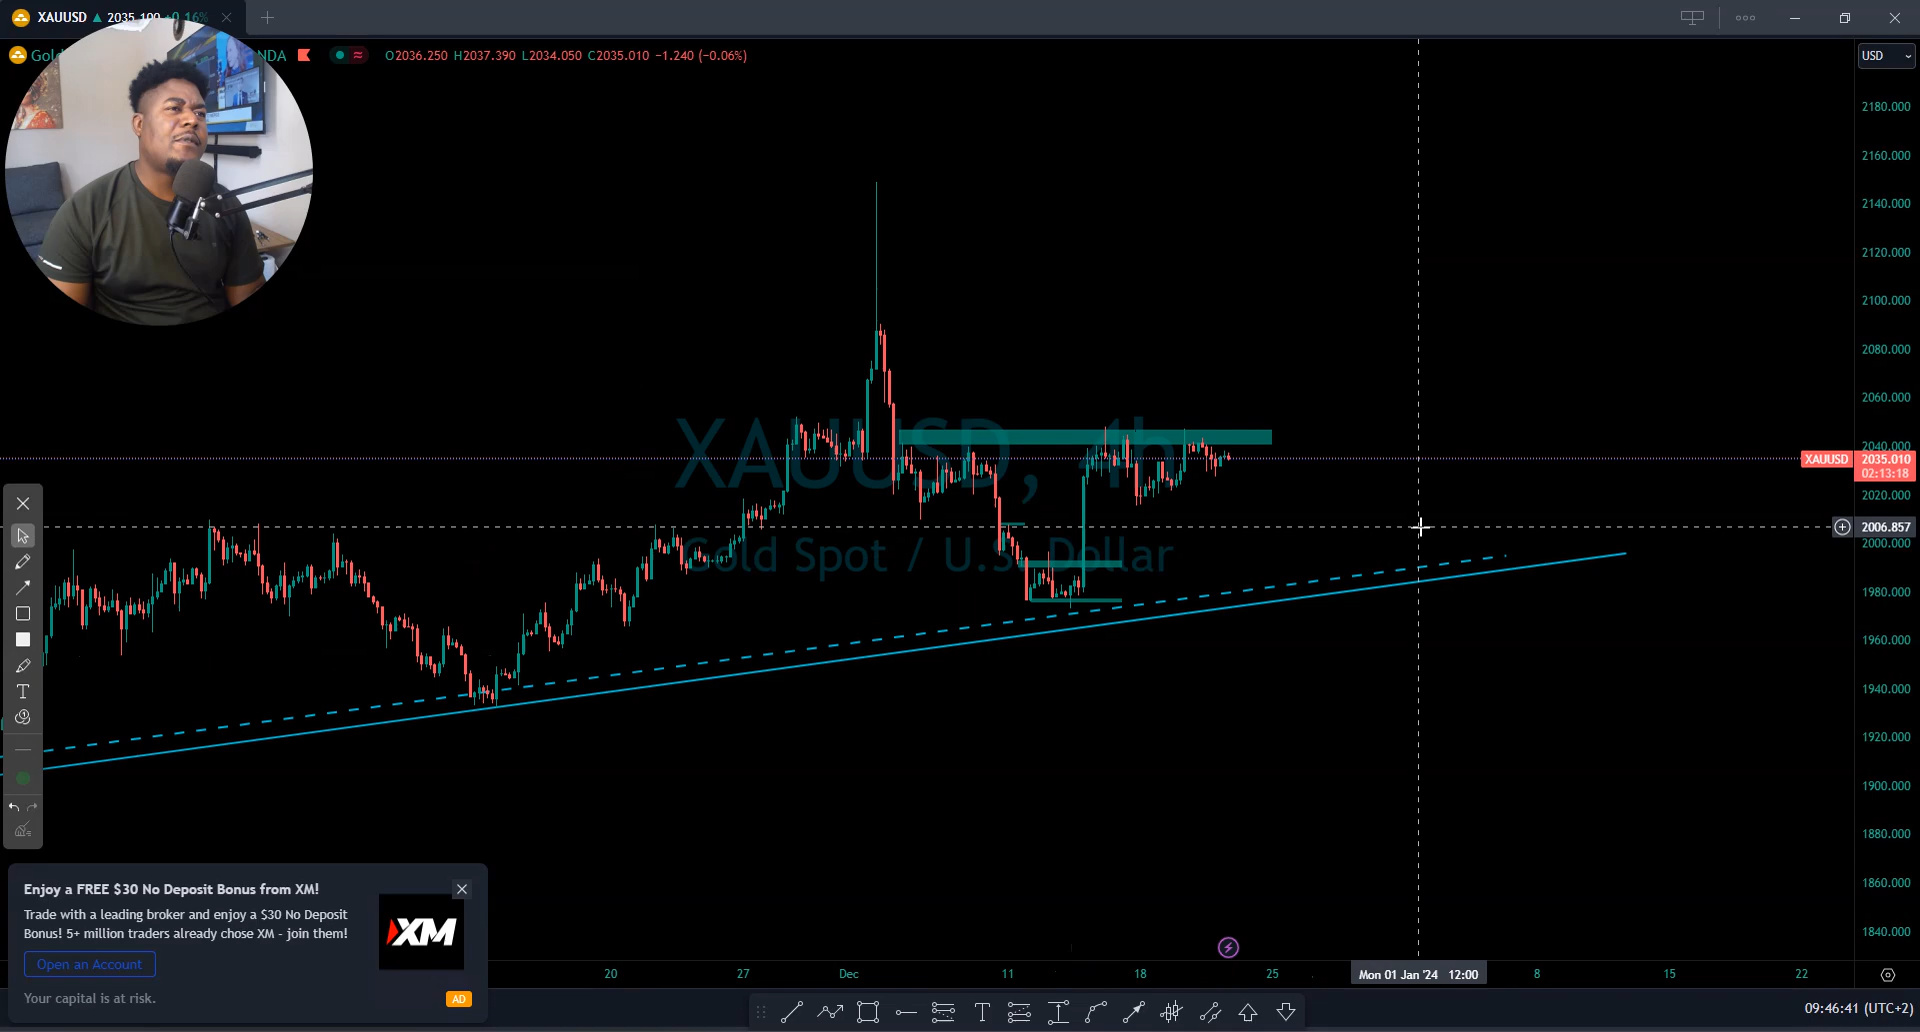 XAUUSD ▲ 2035.100 +0.16%
Gol NDA O2036.250 H2037.390 L2034.050 C2035.010 −1.240 (−0.06%)
USD
2180.000
2160.000
2140.000
2120.000
2100.000
2080.000
2060.000
2040.000
XAUUSD 2035.010
02:13:18
2020.000
2006.857
2000.000
1980.000
1960.000
1940.000
1920.000
1900.000
1880.000
1860.000
1840.000
XAUUSD, 4h
Gold Spot / U.S. Dollar
Enjoy a FREE $30 No Deposit Bonus from XM!
Trade with a leading broker and enjoy a $30 No Deposit
Bonus! 5+ million traders already chose XM - join them!
XM
Open an Account
Your capital is at risk.
AD
20 27 Dec 11 18 25 Mon 01 Jan '24 12:00 8 15 22
09:46:41 (UTC+2)